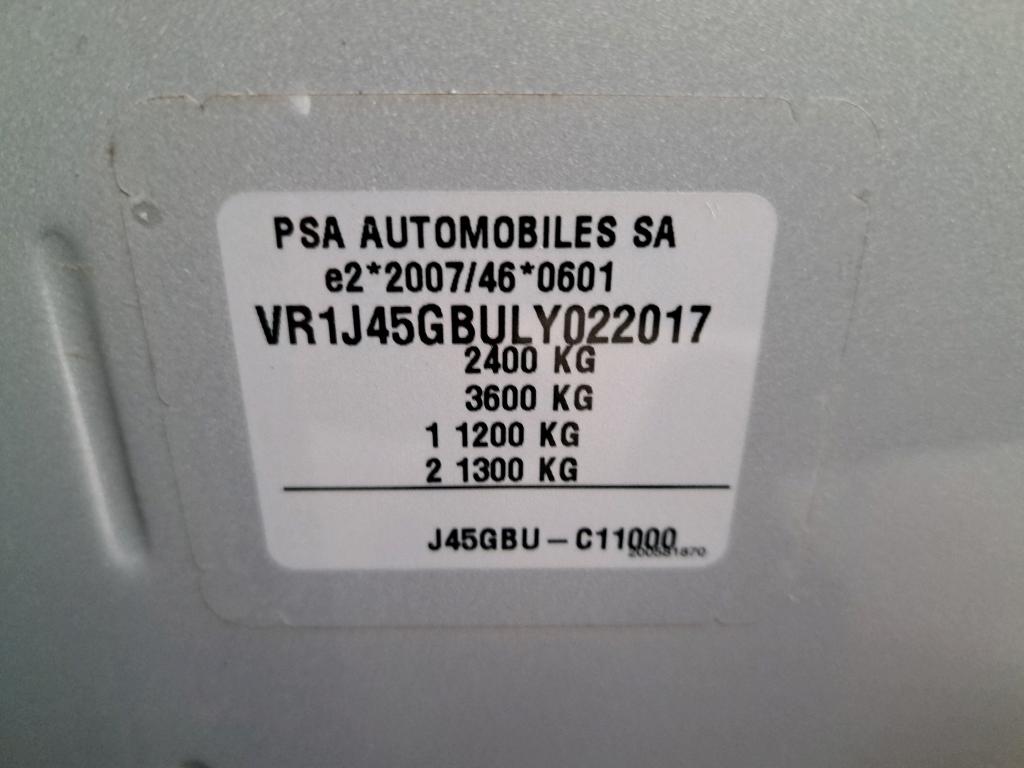 PSA AUTOMOBILES SA
e2*2007/46*0601
VR1J45GBULY022017
2400 KG
3600 KG
1 1200 KG
2 1300 KG
J45GBU – C11000